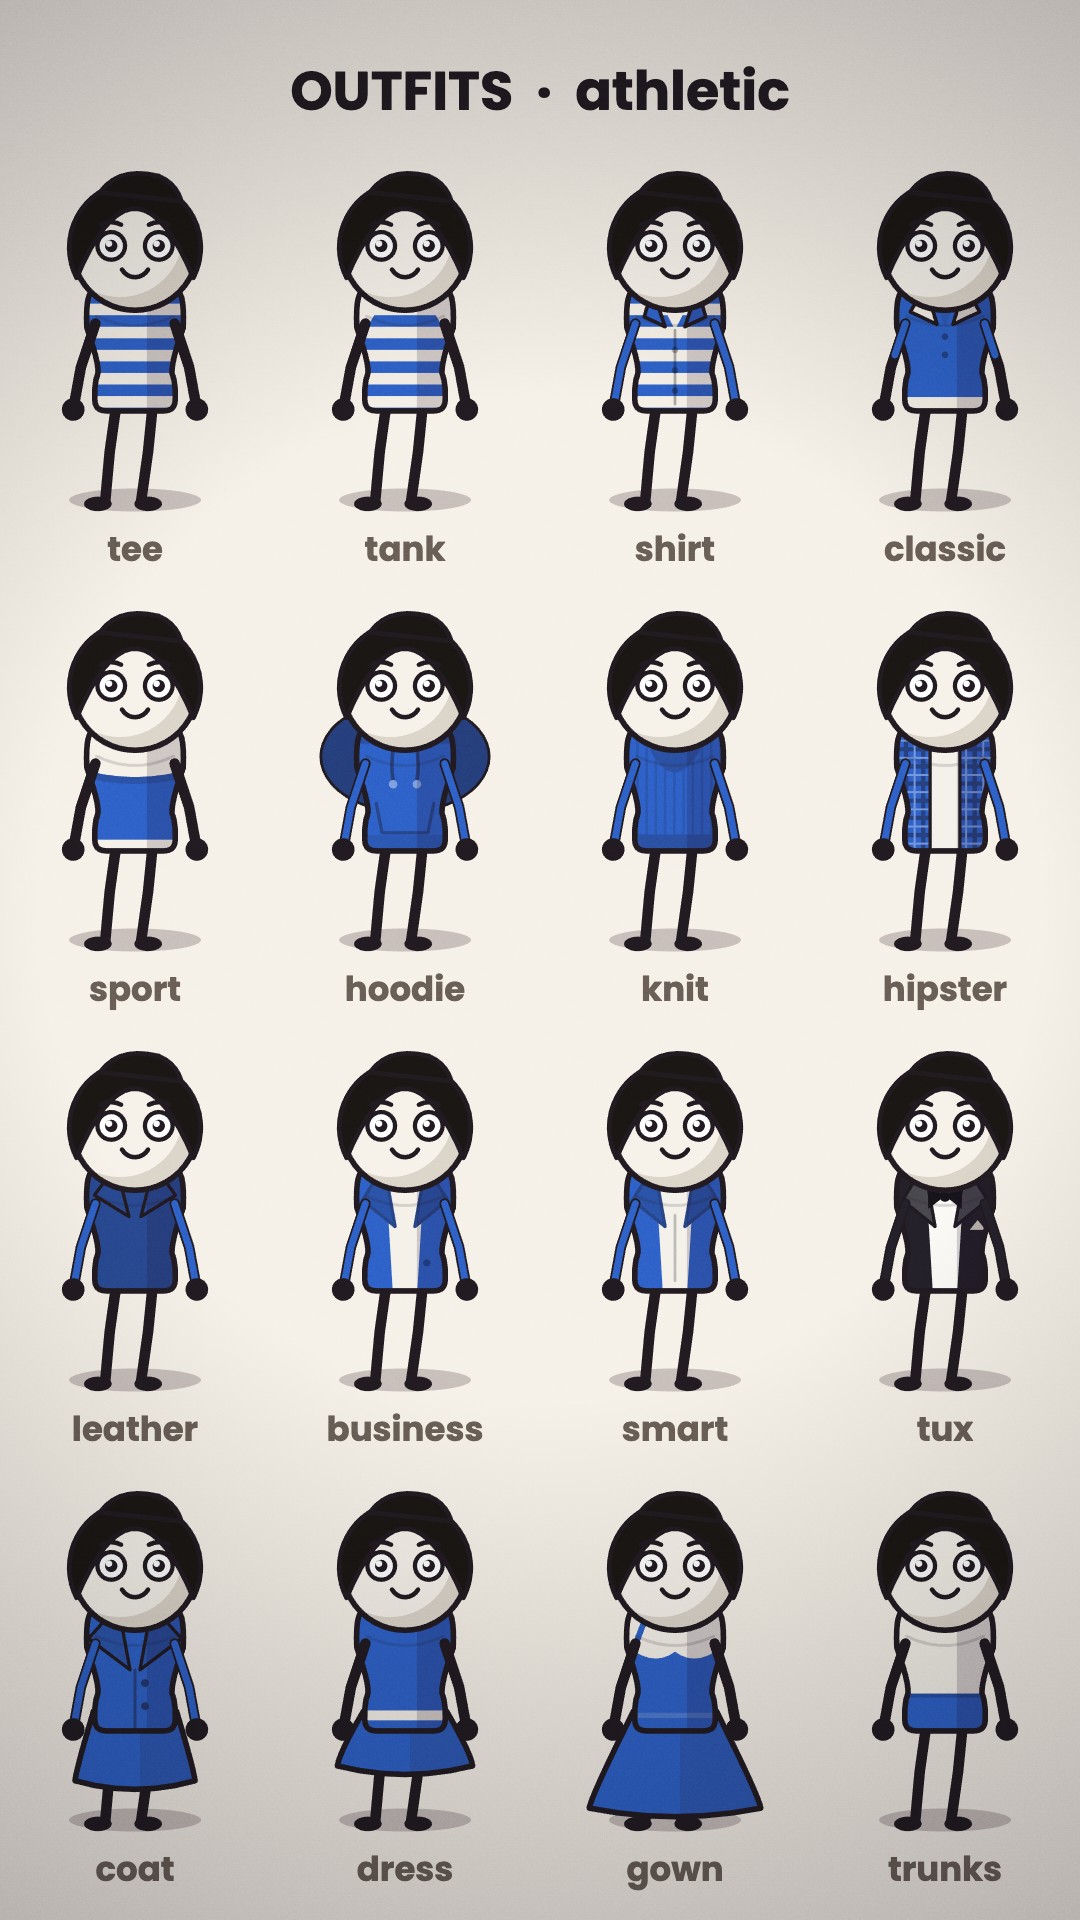 OUTFITS · athletic
tee tank shirt classic
sport hoodie knit hipster
leather business smart tux
coat dress gown trunks